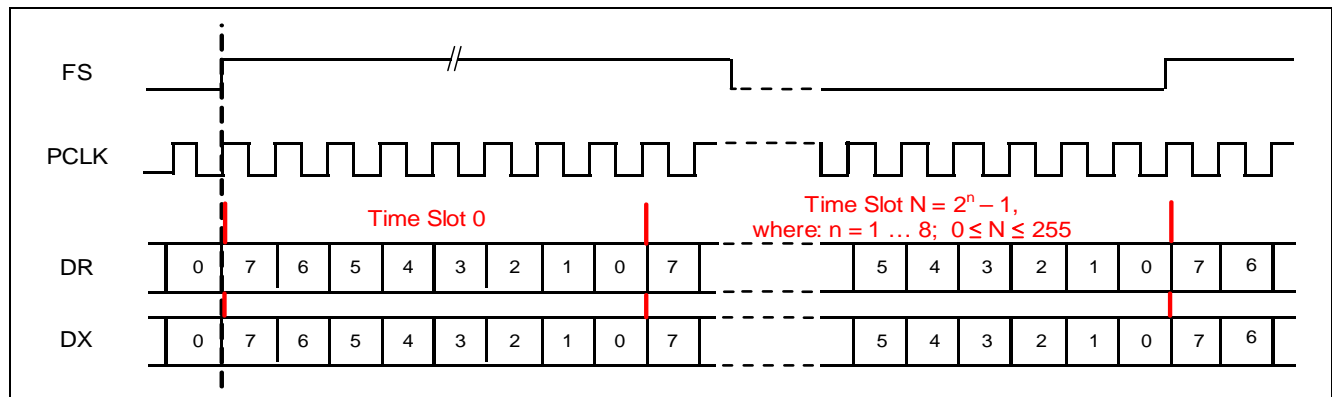 FS
PCLK
Time Slot 0
Time Slot N = 2ⁿ – 1,
where: n = 1 ... 8; 0 ≤ N ≤ 255
DR 0 7 6 5 4 3 2 1 0 7 5 4 3 2 1 0 7 6
DX 0 7 6 5 4 3 2 1 0 7 5 4 3 2 1 0 7 6